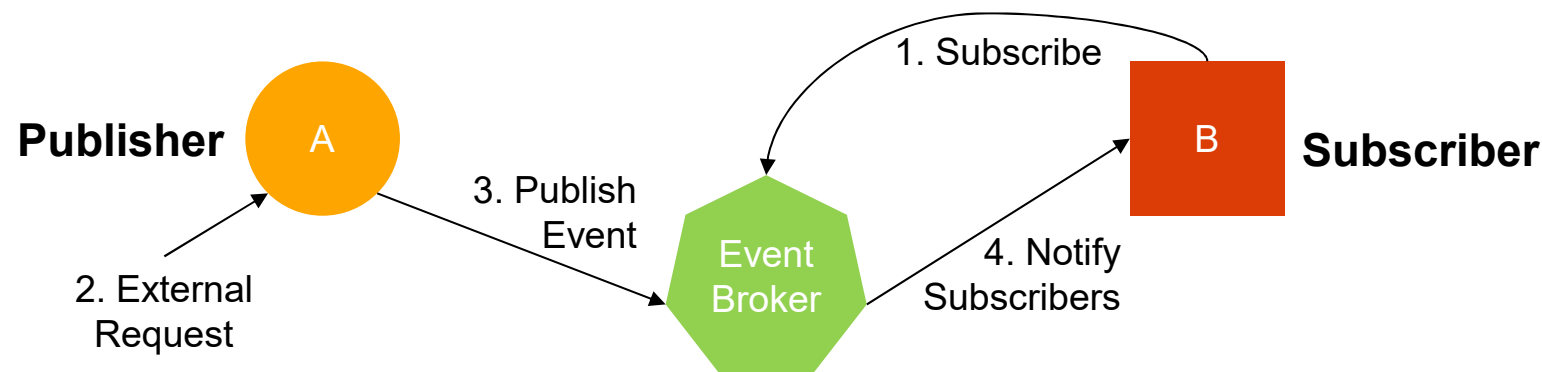 1. Subscribe
Publisher
A
B
Subscriber
3. Publish
Event
2. External
Request
Event
Broker
4. Notify
Subscribers